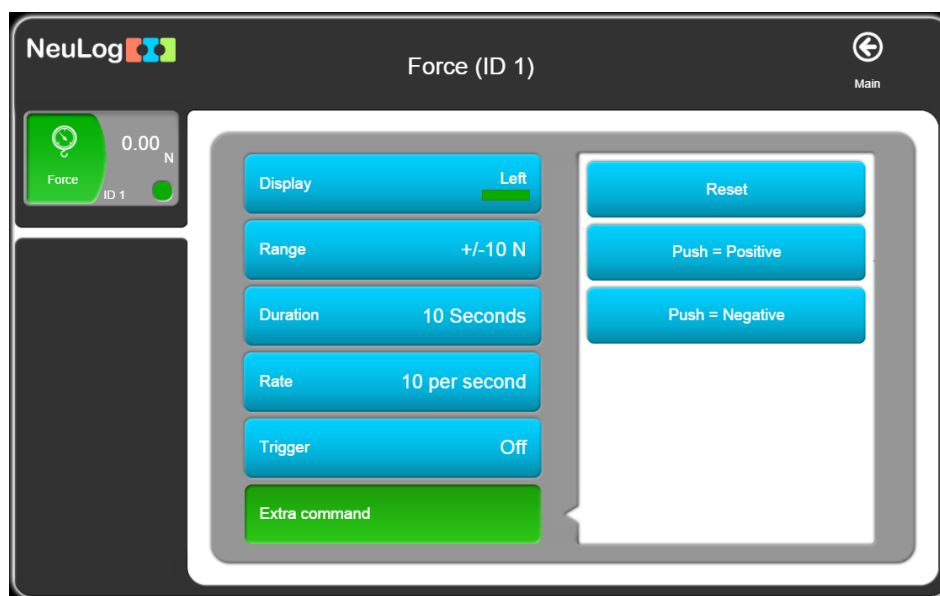 NeuLog
Force (ID 1)
Main
0.00
N
Force
ID 1
Display
Left
Range
+/-10 N
Duration
10 Seconds
Rate
10 per second
Trigger
Off
Extra command
Reset
Push = Positive
Push = Negative